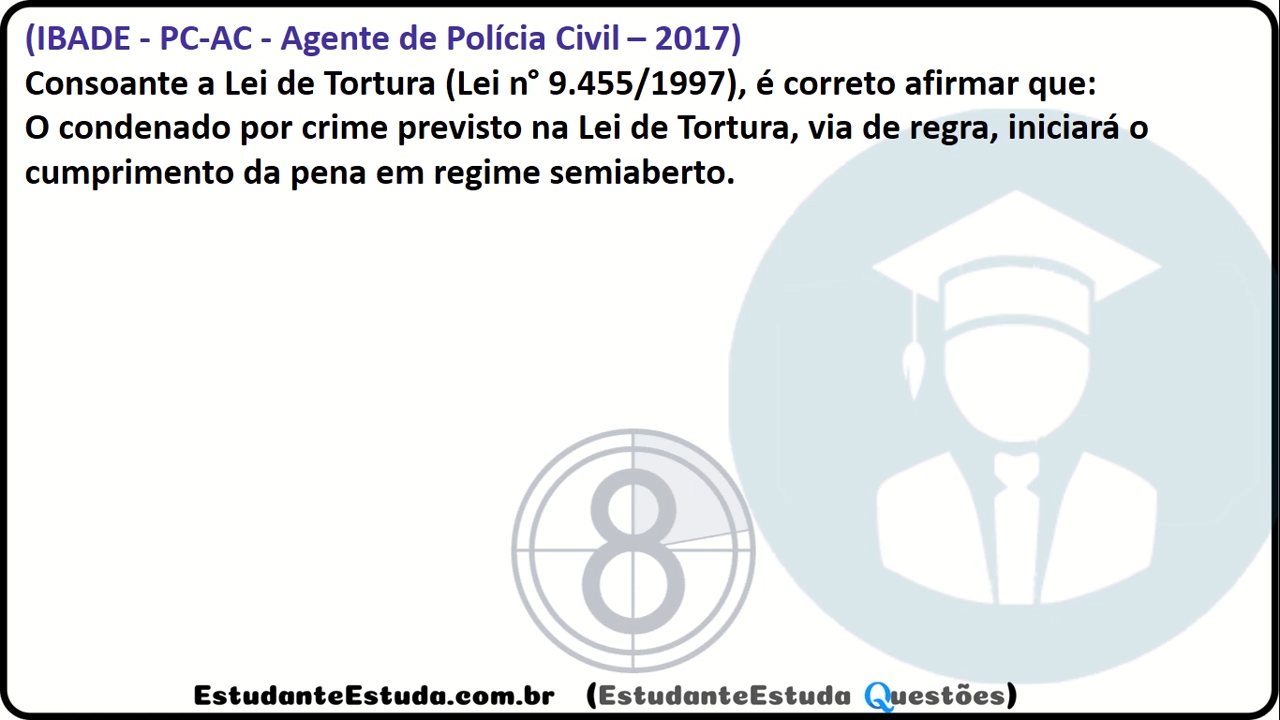 (IBADE - PC-AC - Agente de Polícia Civil – 2017)
Consoante a Lei de Tortura (Lei n° 9.455/1997), é correto afirmar que:
O condenado por crime previsto na Lei de Tortura, via de regra, iniciará o
cumprimento da pena em regime semiaberto.
8
EstudanteEstuda.com.br (EstudanteEstuda Questões)